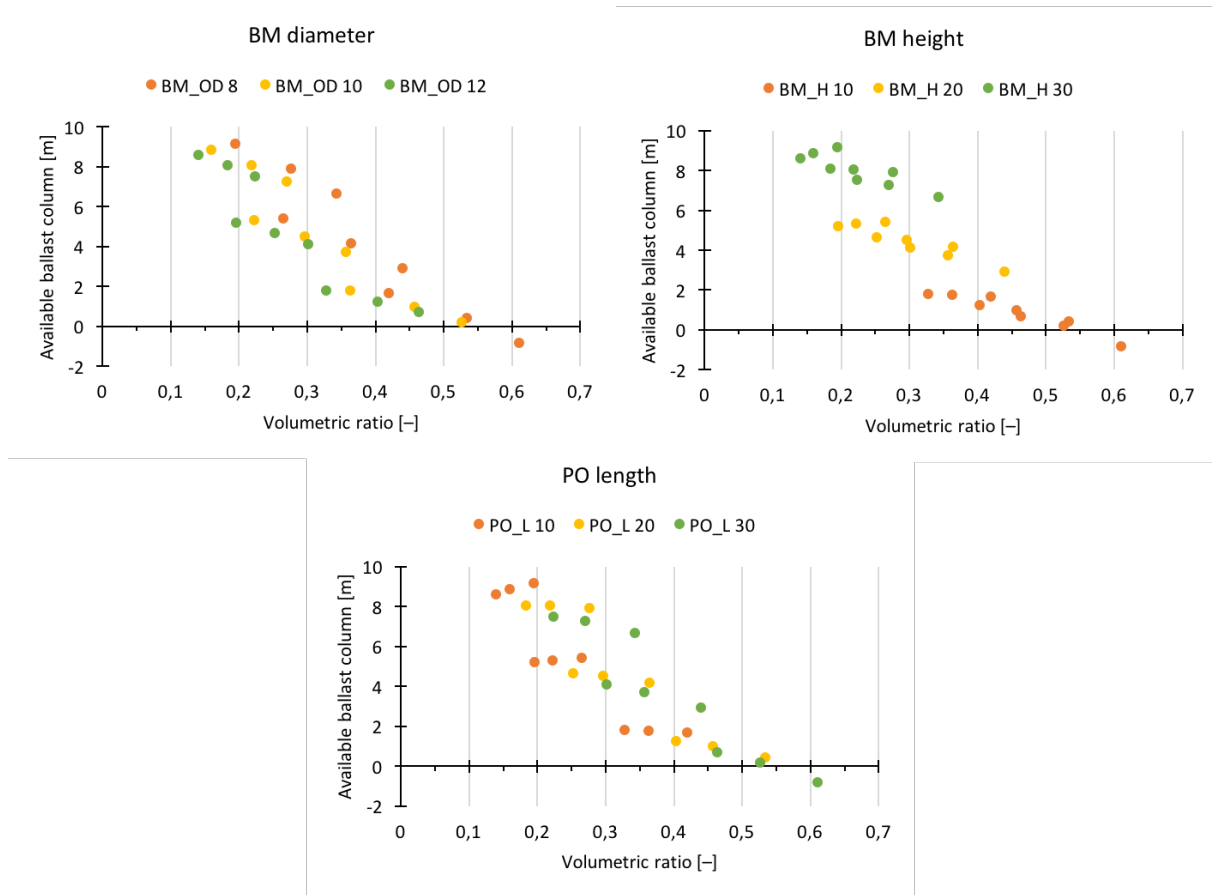 BM diameter
BM_OD 8 BM_OD 10 BM_OD 12
Available ballast column [m]
10
8
6
4
2
0
-2
0 0,1 0,2 0,3 0,4 0,5 0,6 0,7
Volumetric ratio [–]
BM height
BM_H 10 BM_H 20 BM_H 30
Available ballast column [m]
10
8
6
4
2
0
-2
0 0,1 0,2 0,3 0,4 0,5 0,6 0,7
Volumetric ratio [–]
PO length
PO_L 10 PO_L 20 PO_L 30
Available ballast column [m]
10
8
6
4
2
0
-2
0 0,1 0,2 0,3 0,4 0,5 0,6 0,7
Volumetric ratio [–]